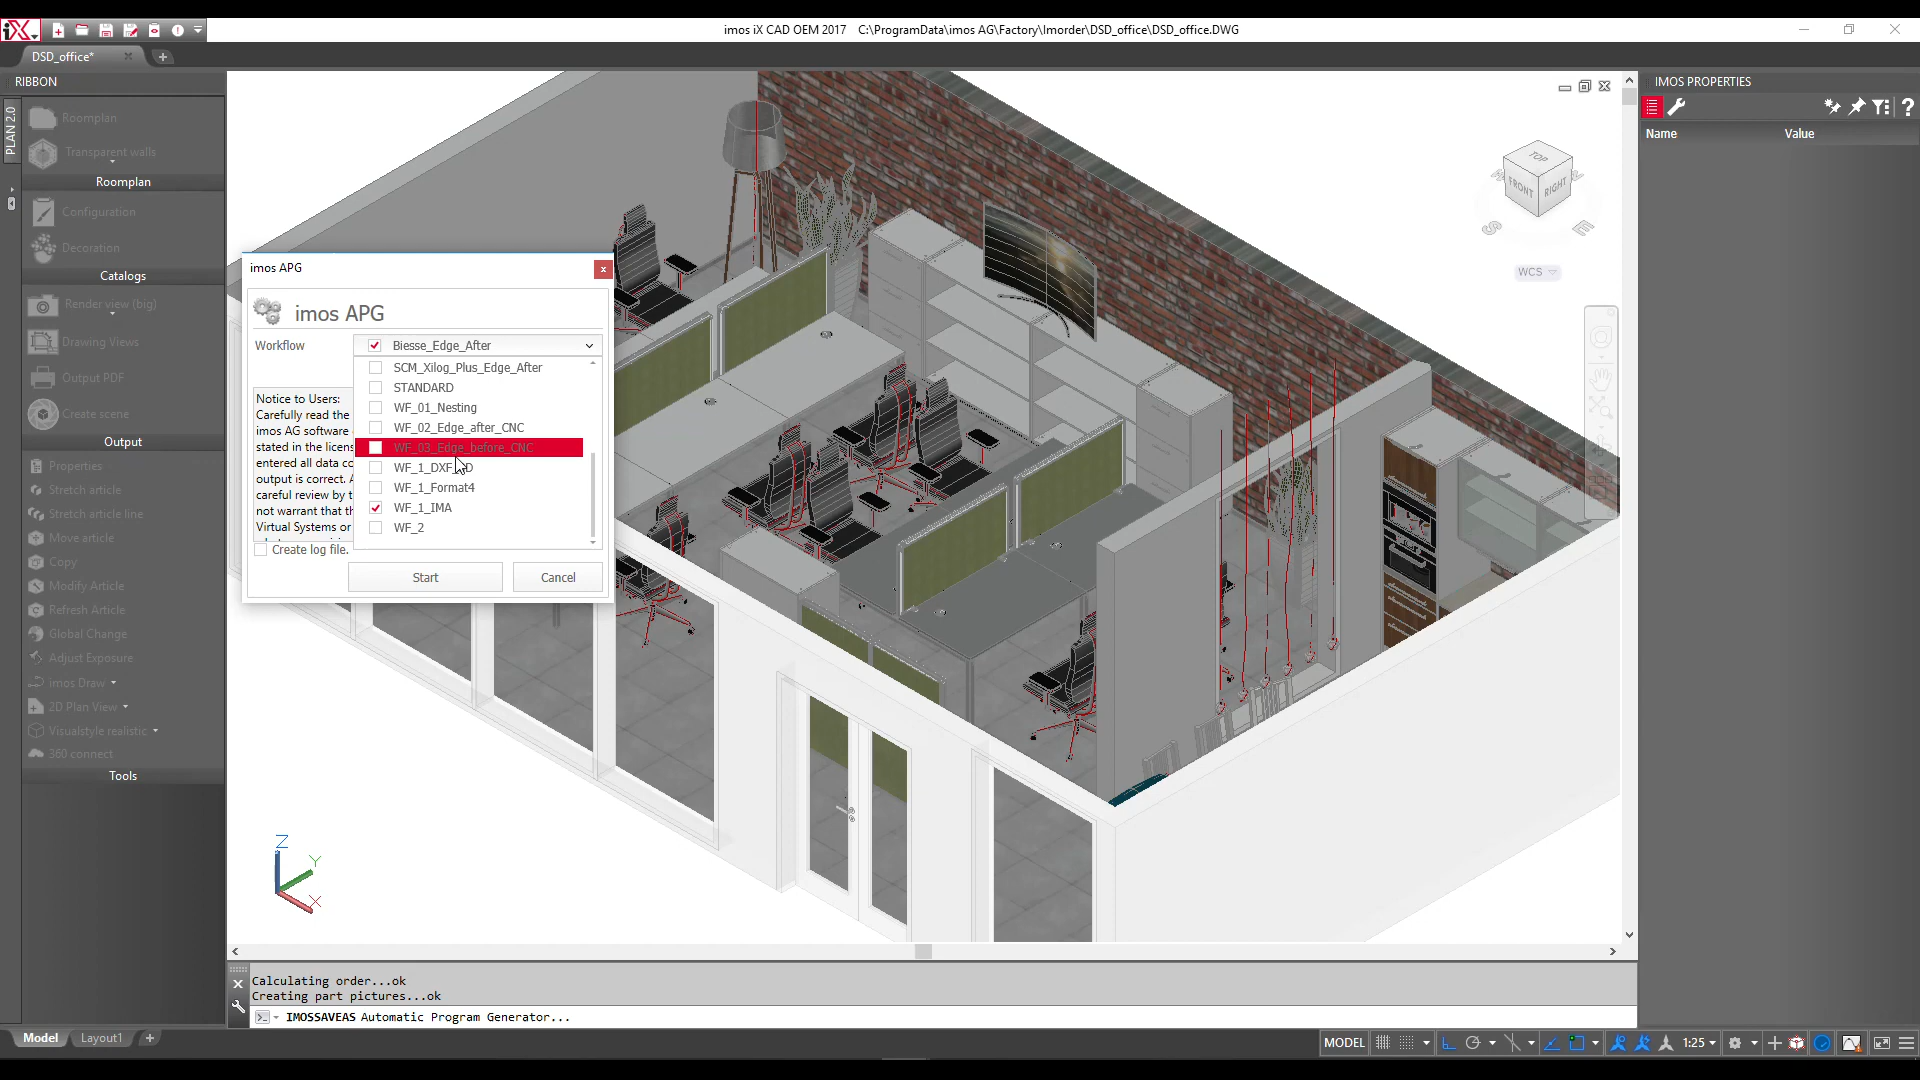 iX
imos iX CAD OEM 2017 C:\ProgramData\imos AG\Factory\Imorder\DSD_office\DSD_office.DWG
DSD_office*
RIBBON
PLAN 2.0
Roomplan
Transparent walls
Roomplan
Configuration
Decoration
Catalogs
Render view (big)
Drawing Views
Output PDF
Create scene
Output
Properties
Stretch article
Stretch article line
Move article
Copy
Modify Article
Refresh Article
Global Change
Adjust Exposure
imos Draw
2D Plan View
Visualstyle realistic
360 connect
Tools
imos APG
imos APG
Workflow
Biesse_Edge_After
SCM_Xilog_Plus_Edge_After
STANDARD
WF_01_Nesting
WF_02_Edge_after_CNC
WF_03_Edge_before_CNC
WF_1_DXF D
WF_1_Format4
WF_1_IMA
WF_2
Notice to Users:
Carefully read the
imos AG software
stated in the licens
entered all data co
output is correct. A
careful review by t
not warrant that th
Virtual Systems or
Create log file.
Start
Cancel
TOP
FRONT
RIGHT
S
E
WCS
Z
Y
X
IMOS PROPERTIES
Name
Value
Calculating order...ok
Creating part pictures...ok
IMOSSAVEAS Automatic Program Generator...
Model
Layout1
MODEL
1:25